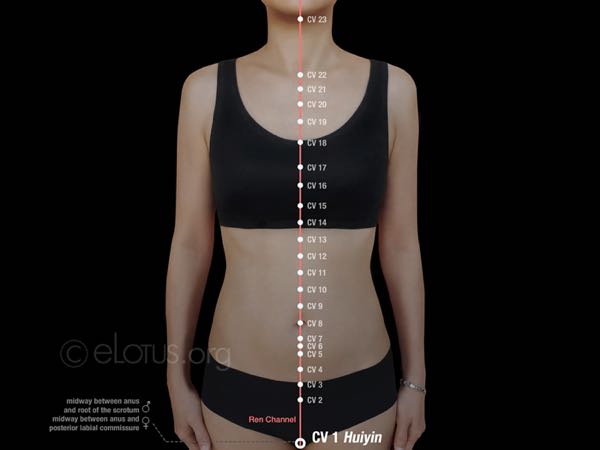 CV 23
CV 22
CV 21
CV 20
CV 19
CV 18
CV 17
CV 16
CV 15
CV 14
CV 13
CV 12
CV 11
CV 10
CV 9
CV 8
CV 7
CV 6
CV 5
© eLotus.org
CV 4
CV 3
CV 2
midway between anus
and root of the scrotum ♂
midway between anus and
posterior labial commissure ♀
Ren Channel
CV 1 Huiyin